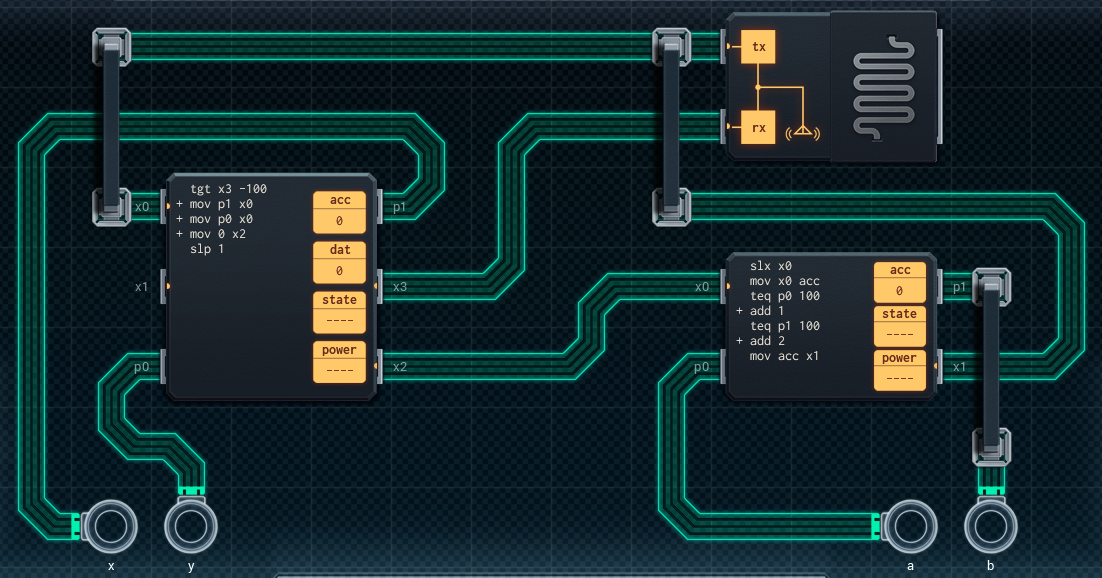 tx
rx
tgt x3 -100
+ mov p1 x0
+ mov p0 x0
+ mov 0 x2
slp 1
acc
0
dat
0
state
----
power
----
x0
x1
p0
p1
x3
x2
slx x0
mov x0 acc
teq p0 100
+ add 1
teq p1 100
+ add 2
mov acc x1
acc
0
state
----
power
----
x0
p0
p1
x1
x
y
a
b